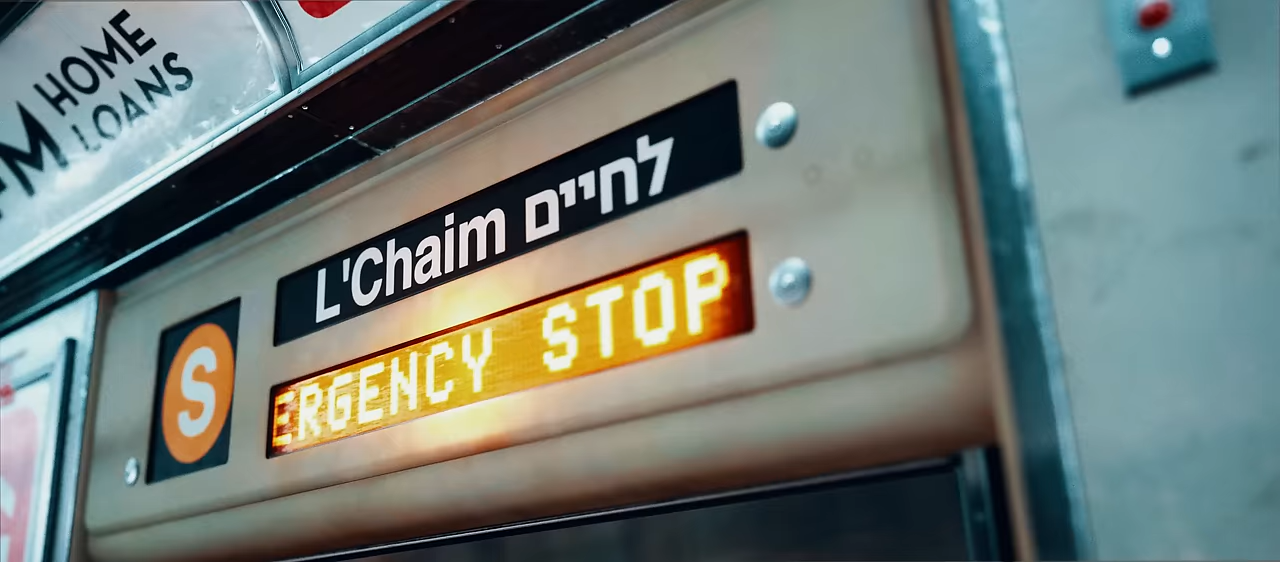 HOME
LOANS
L'Chaim לחיים
S
ERGENCY STOP